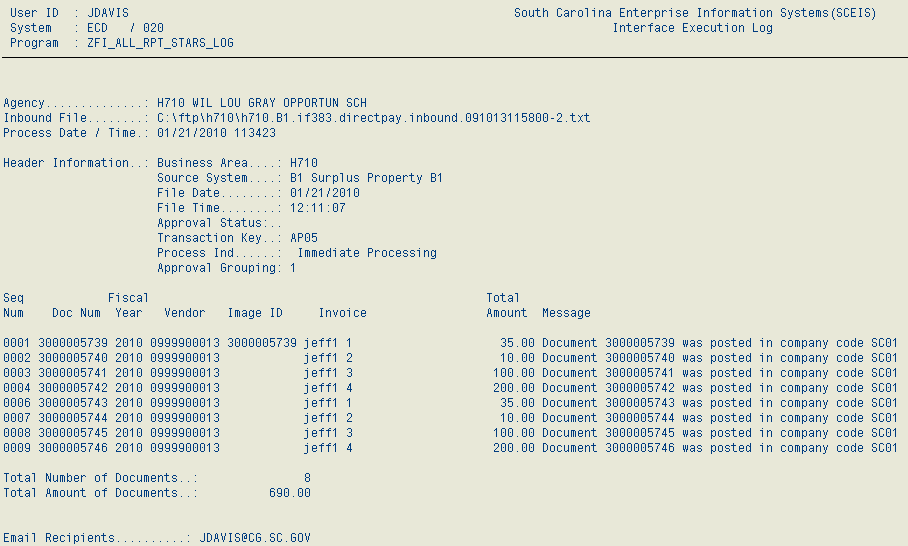 User ID : JDAVIS South Carolina Enterprise Information Systems(SCEIS)
System : ECD / 020 Interface Execution Log
Program : ZFI_ALL_RPT_STARS_LOG
Agency..............: H710 WIL LOU GRAY OPPORTUN SCH
Inbound File........: C:\ftp\h710\h710.B1.if383.directpay.inbound.091013115800-2.txt
Process Date / Time.: 01/21/2010 113423
Header Information..: Business Area....: H710
Source System....: B1 Surplus Property B1
File Date........: 01/21/2010
File Time........: 12:11:07
Approval Status:..
Transaction Key..: AP05
Process Ind......: Immediate Processing
Approval Grouping: 1
Seq Fiscal Total
Num Doc Num Year Vendor Image ID Invoice Amount Message
0001 3000005739 2010 0999900013 3000005739 jeff1 1 35.00 Document 3000005739 was posted in company code SC01
0002 3000005740 2010 0999900013 jeff1 2 10.00 Document 3000005740 was posted in company code SC01
0003 3000005741 2010 0999900013 jeff1 3 100.00 Document 3000005741 was posted in company code SC01
0004 3000005742 2010 0999900013 jeff1 4 200.00 Document 3000005742 was posted in company code SC01
0006 3000005743 2010 0999900013 jeff1 1 35.00 Document 3000005743 was posted in company code SC01
0007 3000005744 2010 0999900013 jeff1 2 10.00 Document 3000005744 was posted in company code SC01
0008 3000005745 2010 0999900013 jeff1 3 100.00 Document 3000005745 was posted in company code SC01
0009 3000005746 2010 0999900013 jeff1 4 200.00 Document 3000005746 was posted in company code SC01
Total Number of Documents..: 8
Total Amount of Documents..: 690.00
Email Recipients..........: JDAVIS@CG.SC.GOV